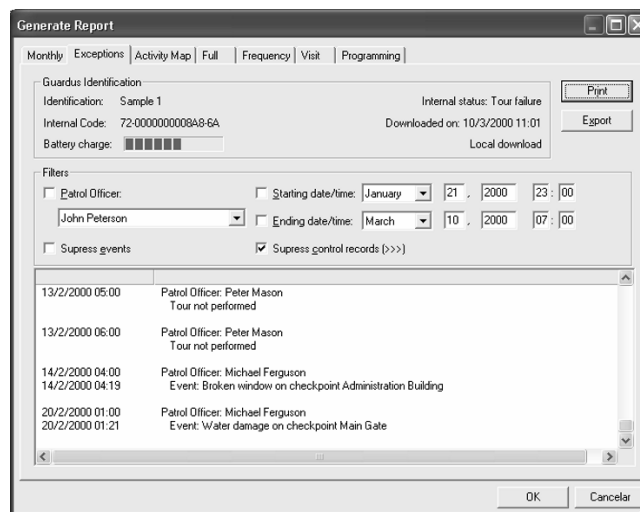 Generate Report
Monthly Exceptions Activity Map Full Frequency Visit Programming
Guardus Identification
Identification: Sample 1 Internal status: Tour failure
Internal Code: 72-0000000008A8-6A Downloaded on: 10/3/2000 11:01
Battery charge: Local download
Print
Export
Filters
Patrol Officer: Starting date/time: January 21 , 2000 23 : 00
John Peterson Ending date/time: March 10 , 2000 07 : 00
Supress events Supress control records (>>>)
13/2/2000 05:00 Patrol Officer: Peter Mason
Tour not performed
13/2/2000 06:00 Patrol Officer: Peter Mason
Tour not performed
14/2/2000 04:00 Patrol Officer: Michael Ferguson
14/2/2000 04:19 Event: Broken window on checkpoint Administration Building
20/2/2000 01:00 Patrol Officer: Michael Ferguson
20/2/2000 01:21 Event: Water damage on checkpoint Main Gate
OK Cancelar